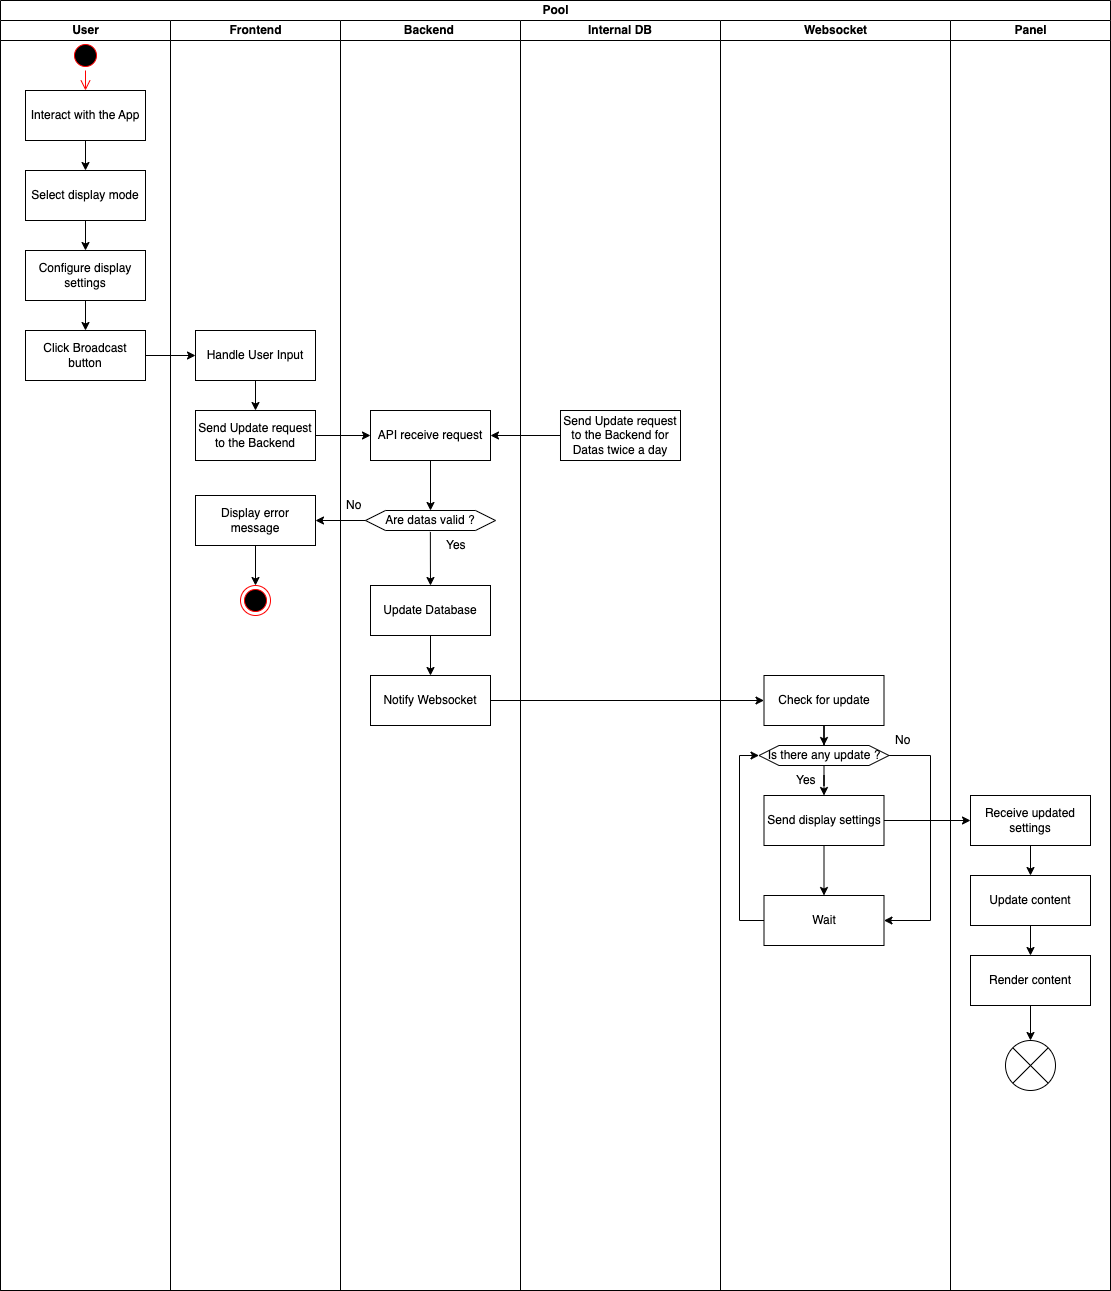 Pool
User
Frontend
Backend
Internal DB
Websocket
Panel
Interact with the App
Select display mode
Configure display
settings
Click Broadcast
button
Handle User Input
Send Update request
to the Backend
API receive request
Send Update request
to the Backend for
Datas twice a day
Display error
message
No
Are datas valid ?
Yes
Update Database
Notify Websocket
Check for update
Is there any update ?
No
Yes
Send display settings
Wait
Receive updated
settings
Update content
Render content